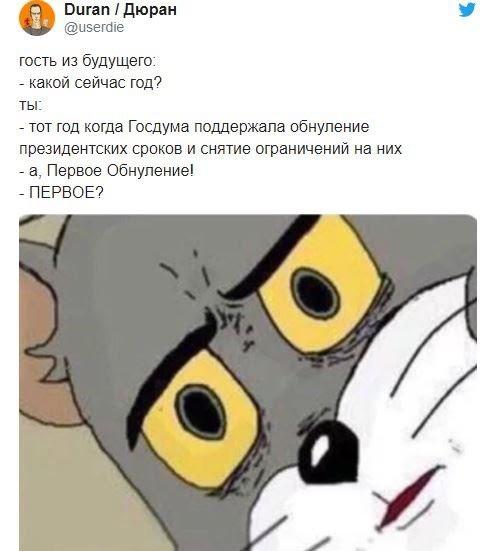 Duran / Дюран
@userdie
гость из будущего:
- какой сейчас год?
ты:
- тот год когда Госдума поддержала обнуление
президентских сроков и снятие ограничений на них
- а, Первое Обнуление!
- ПЕРВОЕ?